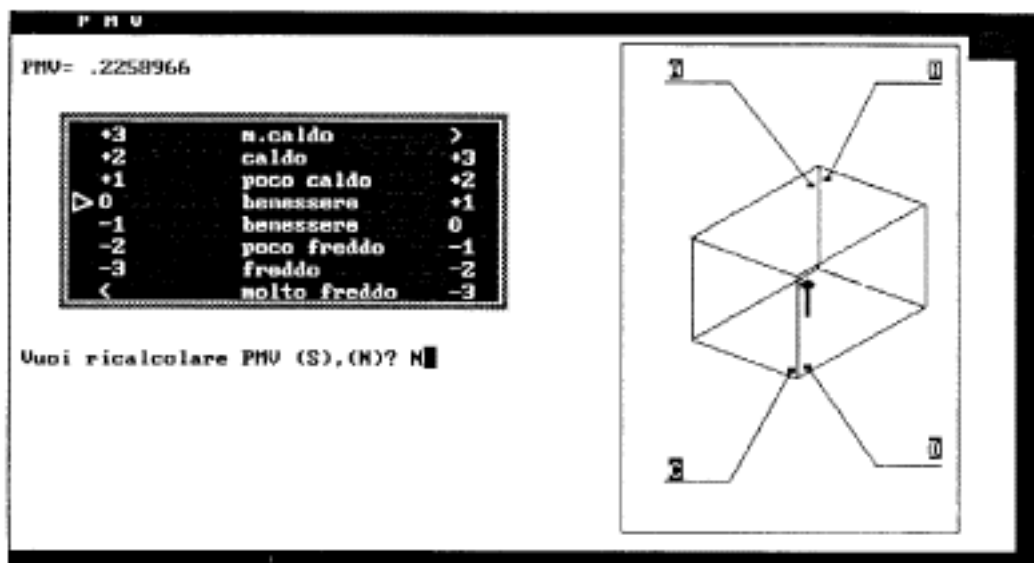 P M V
PMV= .2258966
+3 m.caldo >
+2 caldo +3
+1 poco caldo +2
0 benessere +1
-1 benessere 0
-2 poco freddo -1
-3 freddo -2
< molto freddo -3
Vuoi ricalcolare PMV (S),(N)? N